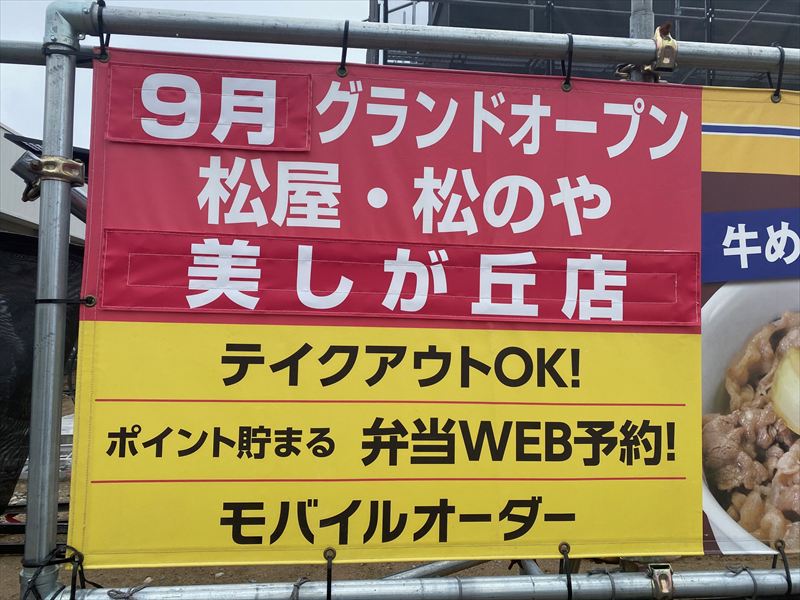 9月 グランドオープン
松屋・松のや
美しが丘店
テイクアウトOK!
ポイント貯まる 弁当WEB予約!
モバイルオーダー
牛め